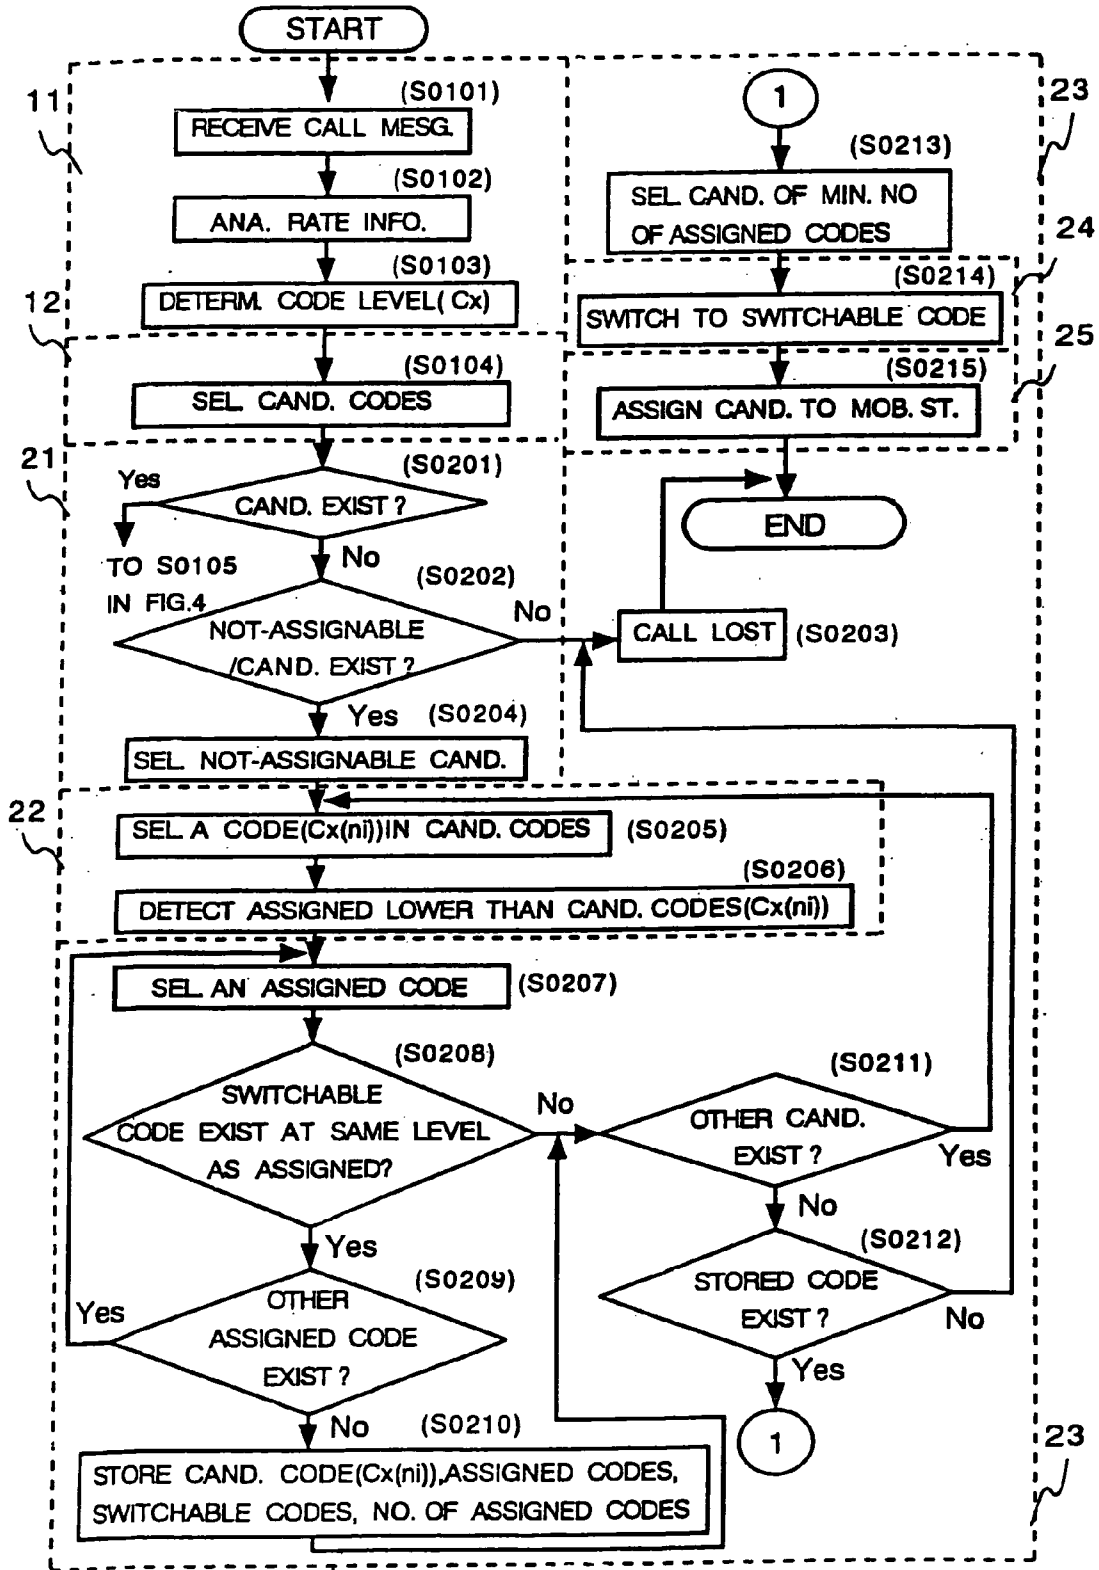 START
11
(S0101)
RECEIVE CALL MESG.
(S0102)
ANA. RATE INFO.
(S0103)
DETERM. CODE LEVEL(Cx)
12
(S0104)
SEL. CAND. CODES
21
(S0201)
Yes
CAND. EXIST?
TO S0105
IN FIG.4
No
(S0202)
NOT-ASSIGNABLE
/CAND. EXIST?
No
CALL LOST
(S0203)
Yes
(S0204)
SEL. NOT-ASSIGNABLE CAND.
22
SEL. A CODE(Cx(ni))IN CAND. CODES
(S0205)
(S0206)
DETECT ASSIGNED LOWER THAN CAND. CODES(Cx(ni))
SEL. AN ASSIGNED CODE
(S0207)
(S0208)
SWITCHABLE
CODE EXIST AT SAME LEVEL
AS ASSIGNED?
No
Yes
(S0209)
OTHER
ASSIGNED CODE
EXIST?
Yes
No
(S0210)
STORE CAND. CODE(Cx(ni)),ASSIGNED CODES,
SWITCHABLE CODES, NO. OF ASSIGNED CODES
(S0211)
OTHER CAND.
EXIST?
Yes
No
(S0212)
STORED CODE
EXIST?
No
Yes
1
23
1
23
(S0213)
SEL. CAND. OF MIN. NO
OF ASSIGNED CODES
24
(S0214)
SWITCH TO SWITCHABLE CODE
25
(S0215)
ASSIGN CAND. TO MOB. ST.
END